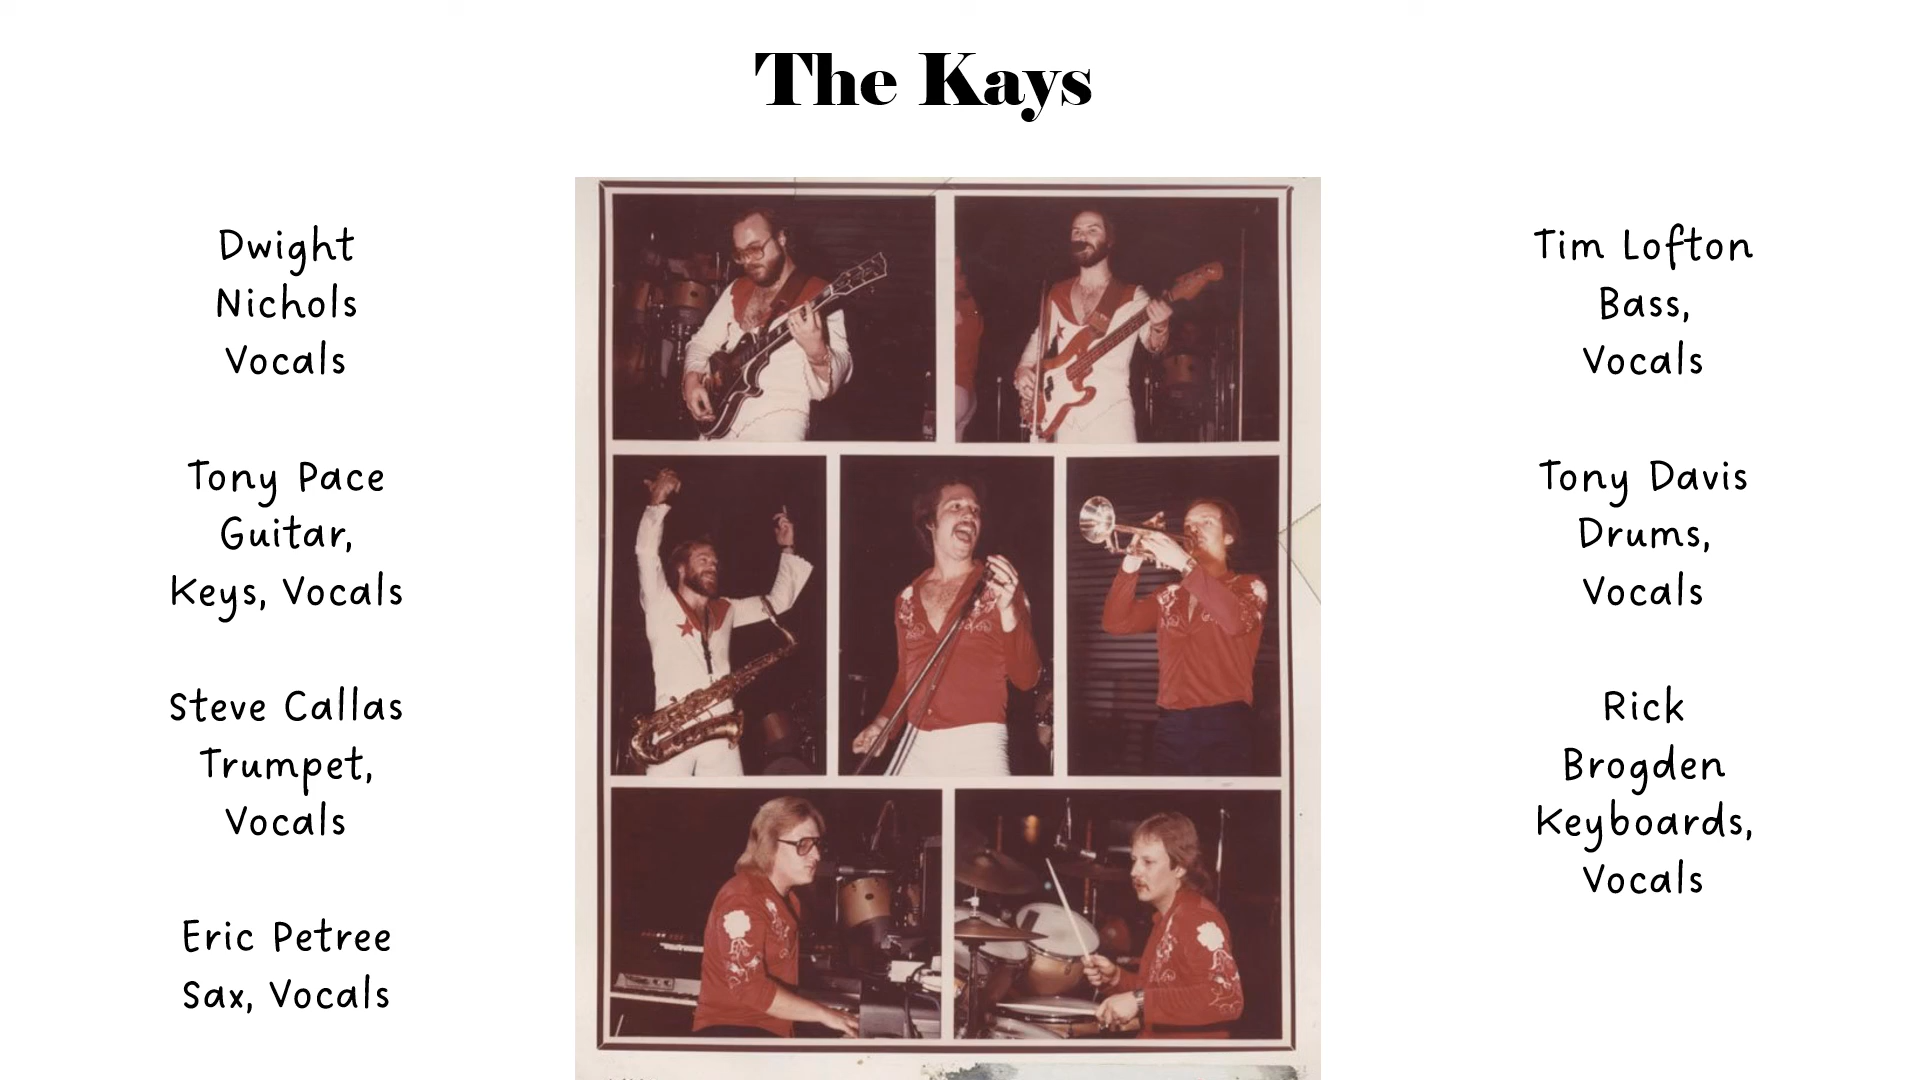 The Kays
Dwight
Nichols
Vocals
Tony Pace
Guitar,
Keys, Vocals
Steve Callas
Trumpet,
Vocals
Eric Petree
Sax, Vocals
Tim Lofton
Bass,
Vocals
Tony Davis
Drums,
Vocals
Rick
Brogden
Keyboards,
Vocals